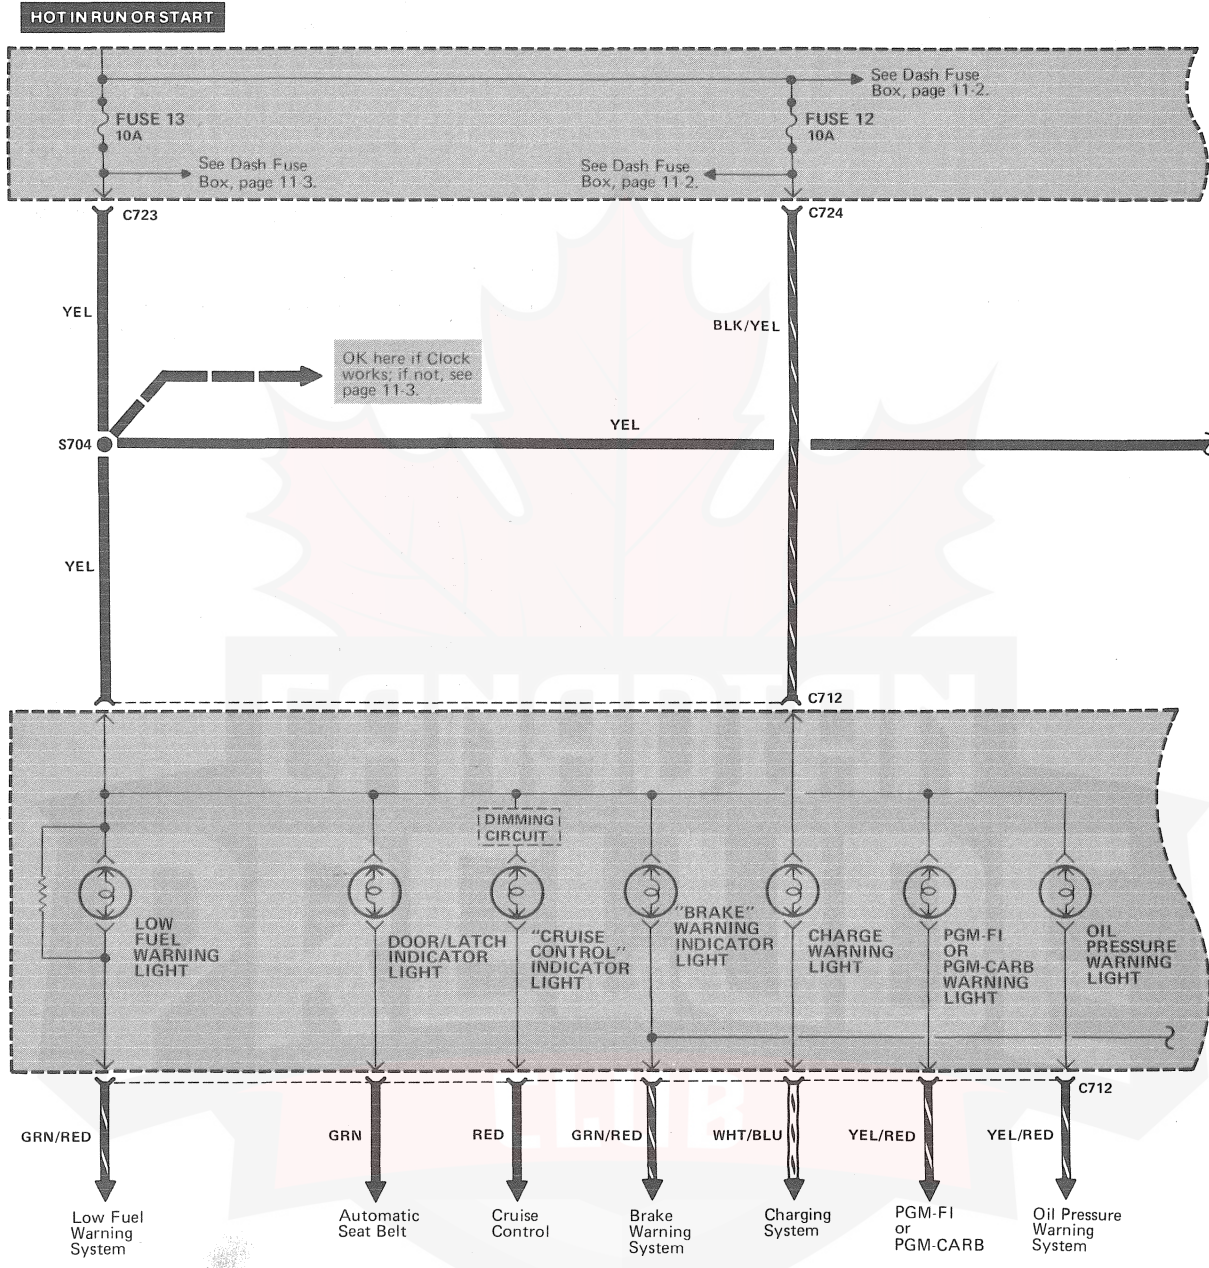 HOT IN RUN OR START
See Dash Fuse
Box, page 11-2.
FUSE 13
10A
FUSE 12
10A
See Dash Fuse
Box, page 11-3.
See Dash Fuse
Box, page 11-2.
C723
C724
YEL
BLK/YEL
OK here if Clock
works; if not, see
page 11-3.
YEL
S704
YEL
CANADIAN
C712
DIMMING
CIRCUIT
LOW
FUEL
WARNING
LIGHT
DOOR/LATCH
INDICATOR
LIGHT
"CRUISE
CONTROL"
INDICATOR
LIGHT
"BRAKE"
WARNING
INDICATOR
LIGHT
CHARGE
WARNING
LIGHT
PGM-FI
OR
PGM-CARB
WARNING
LIGHT
OIL
PRESSURE
WARNING
LIGHT
CLUB
C712
GRN/RED
GRN
RED
GRN/RED
WHT/BLU
YEL/RED
YEL/RED
Low Fuel
Warning
System
Automatic
Seat Belt
Cruise
Control
Brake
Warning
System
Charging
System
PGM-FI
or
PGM-CARB
Oil Pressure
Warning
System